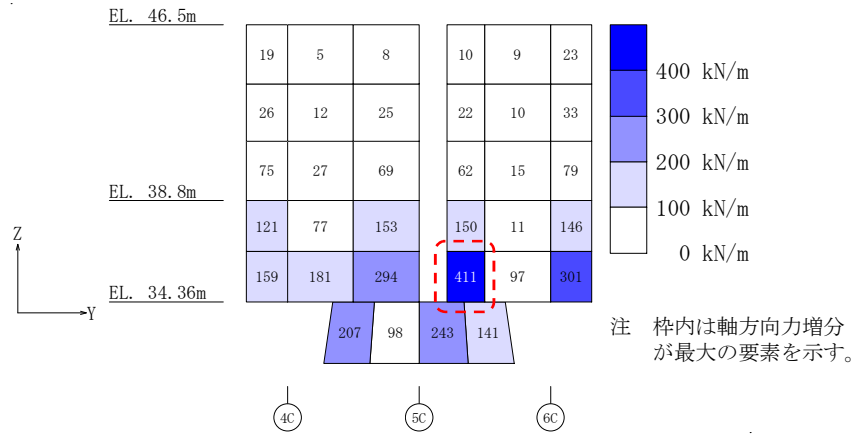 EL. 46.5m
19 5 8 10 9 23
400 kN/m
26 12 25 22 10 33
300 kN/m
75 27 69 62 15 79
200 kN/m
EL. 38.8m
100 kN/m
121 77 153 150 11 146
0 kN/m
Z
159 181 294 411 97 301
EL. 34.36m
Y
207 98 243 141
注 枠内は軸方向力増分
が最大の要素を示す。
4C 5C 6C